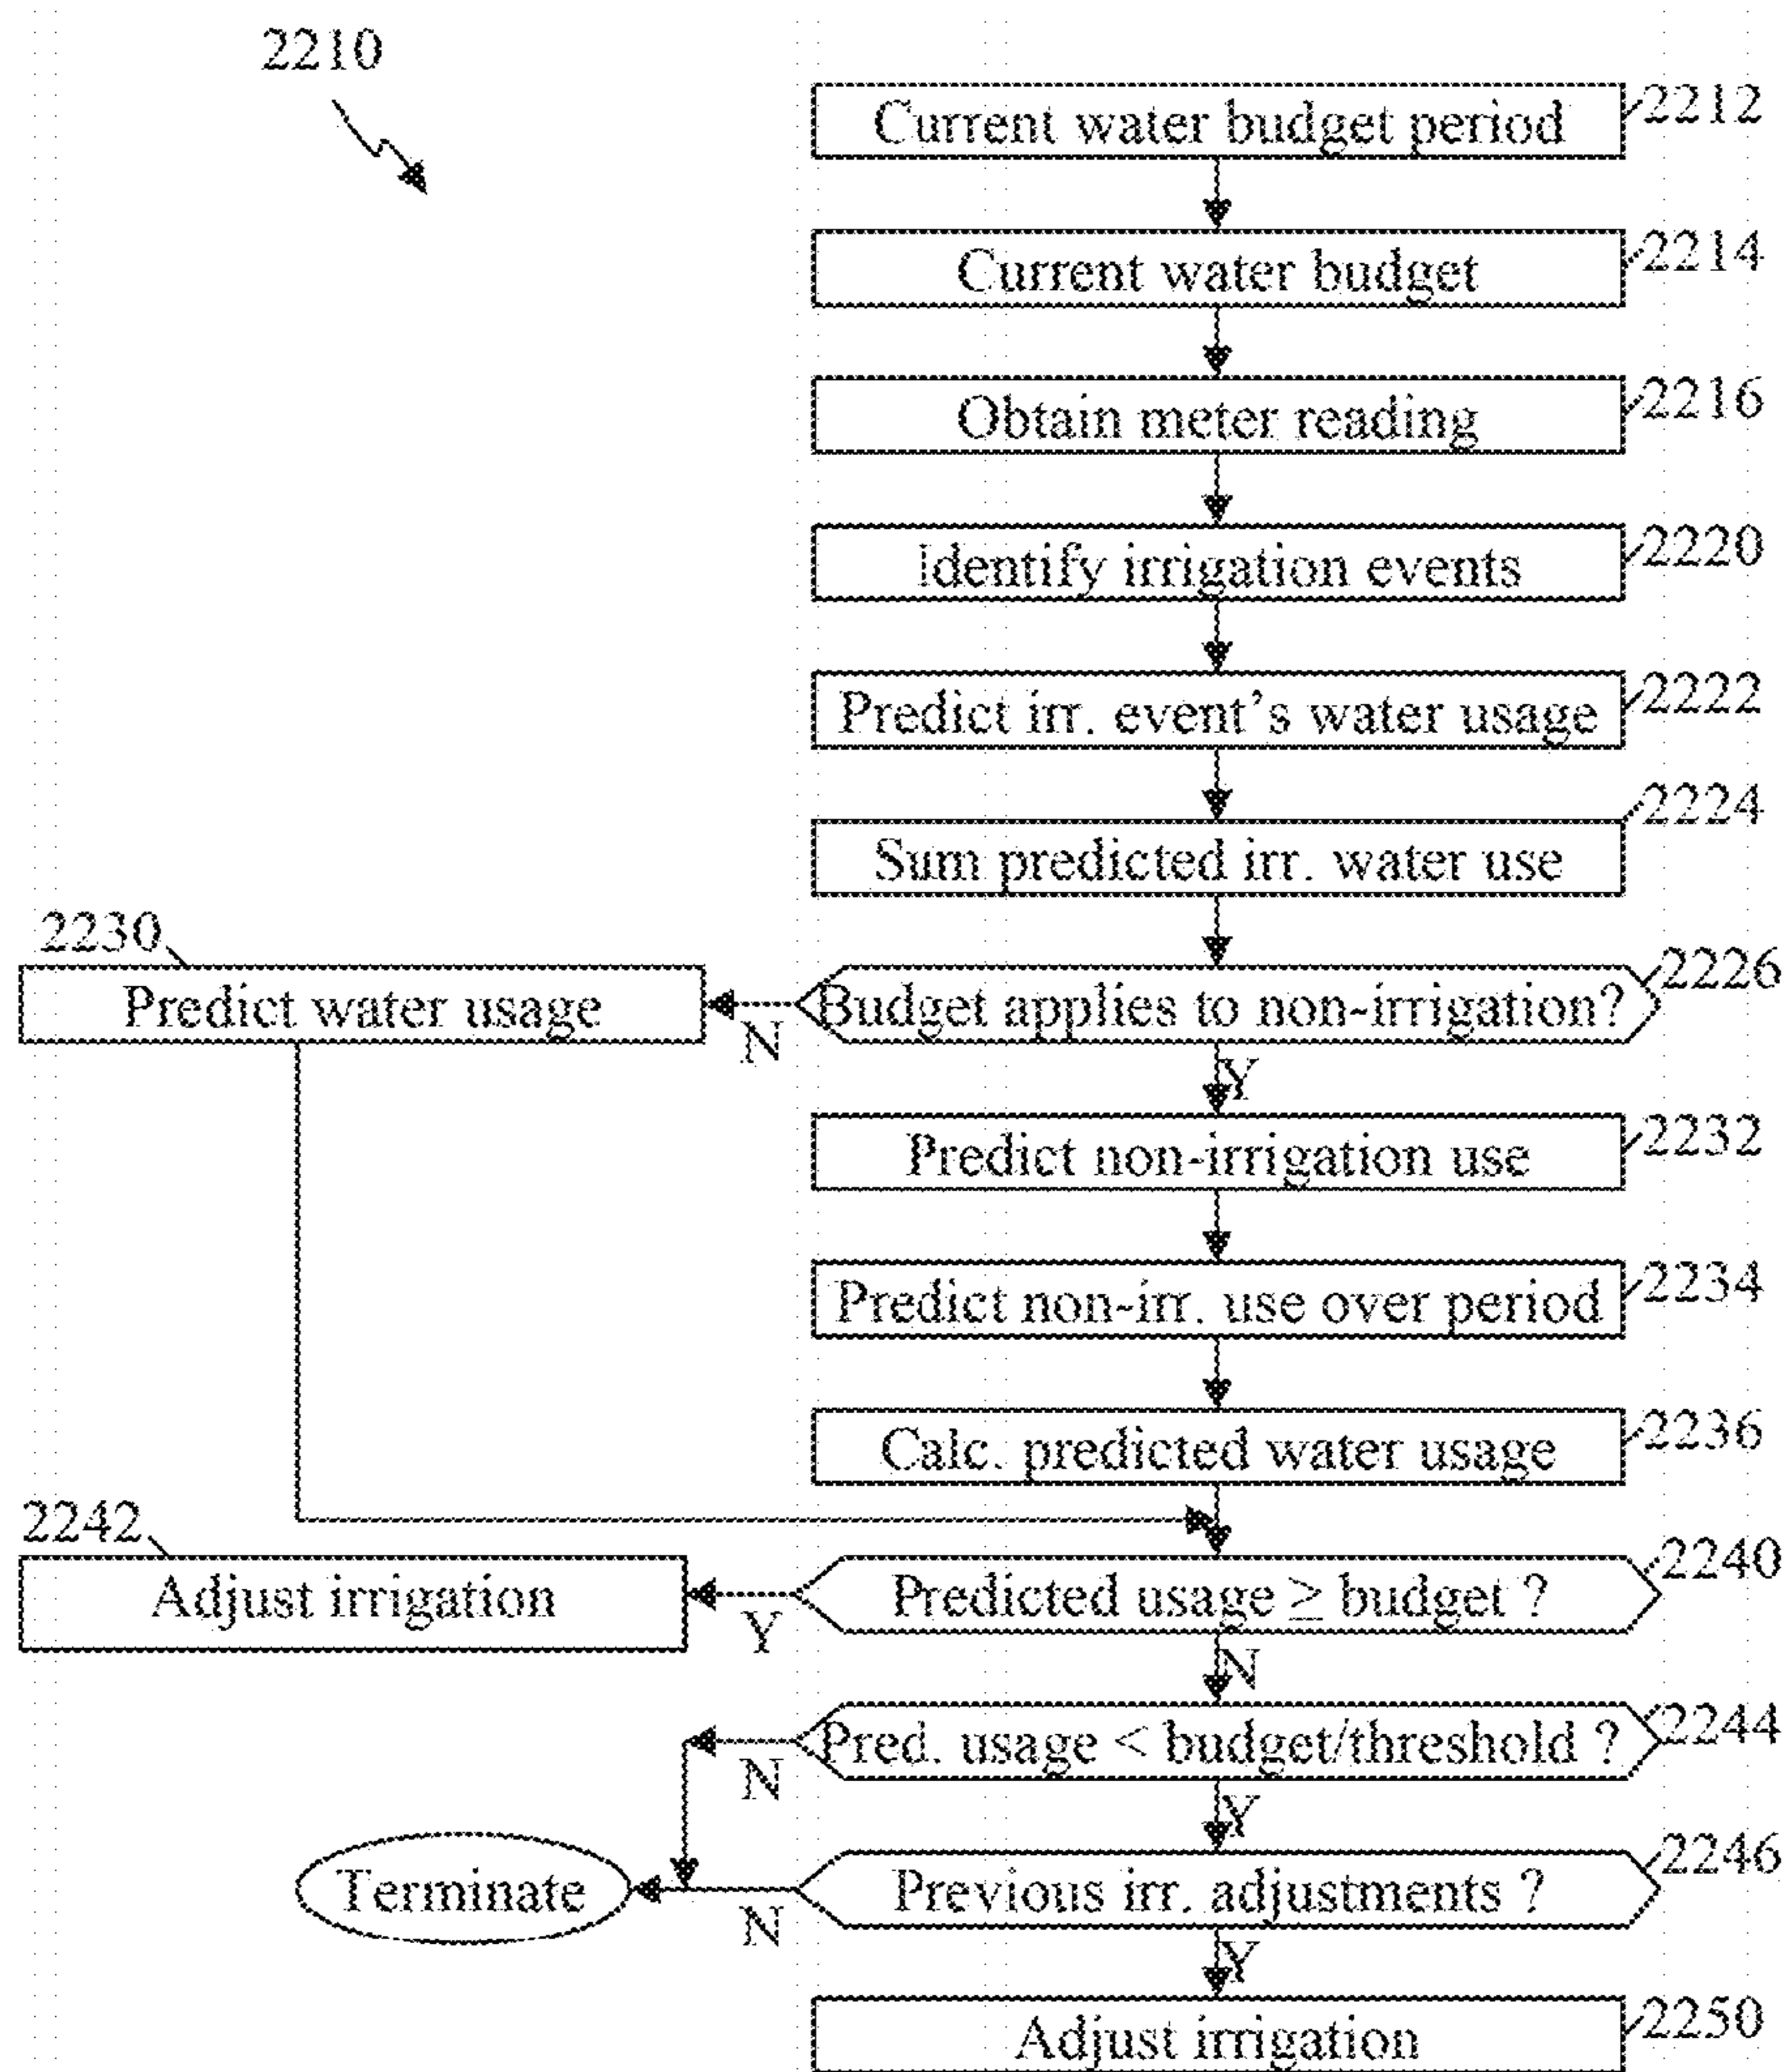 2210
Current water budget period 2212
Current water budget 2214
Obtain meter reading 2216
Identify irrigation events 2220
Predict irr. event's water usage 2222
2224
Sum predicted irr. water use
2230
Predict water usage
N
Budget applies to non-irrigation? 2226
Y
Predict non-irrigation use 2232
Predict non-irr. use over period 2234
Calc. predicted water usage 2236
2242
Adjust irrigation
Y
Predicted usage ≥ budget ? 2240
N
Pred. usage < budget/threshold ? 2244
N
Y
Terminate
N
Previous irr. adjustments ? 2246
Y
Adjust irrigation 2250